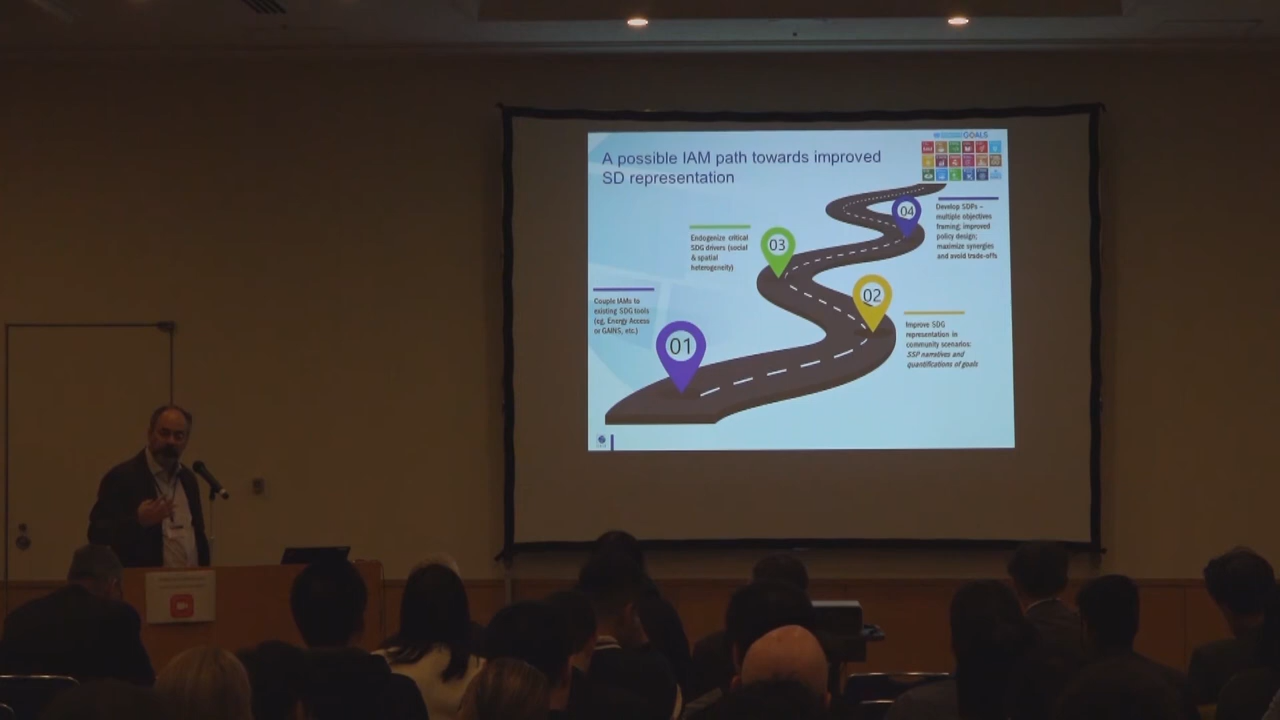 A possible IAM path towards improved
SD representation
GOALS
04
Develop SDPs –
multiple objectives
framing; improved
policy design;
maximize synergies
and avoid trade-offs
03
Endogenize critical
SDG drivers (social
& spatial
heterogeneity)
02
Improve SDG
representation in
community scenarios:
SSP narratives and
quantifications of goals
01
Couple IAMs to
existing SDG tools
(eg, Energy Access
or GAINS, etc.)